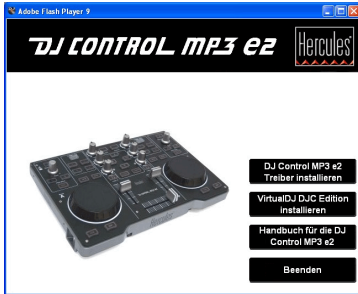 Adobe Flash Player 9
DJ CONTROL MP3 e2
Hercules
DJ Control MP3 e2
Treiber installieren
VirtualDJ DJC Edition
installieren
Handbuch für die DJ
Control MP3 e2
Beenden